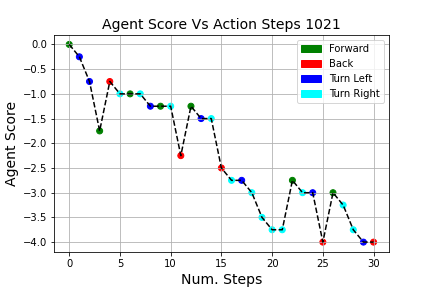 Agent Score Vs Action Steps 1021
0.0
−0.5
−1.0
−1.5
−2.0
−2.5
−3.0
−3.5
−4.0
Agent Score
Forward
Back
Turn Left
Turn Right
0 5 10 15 20 25 30
Num. Steps